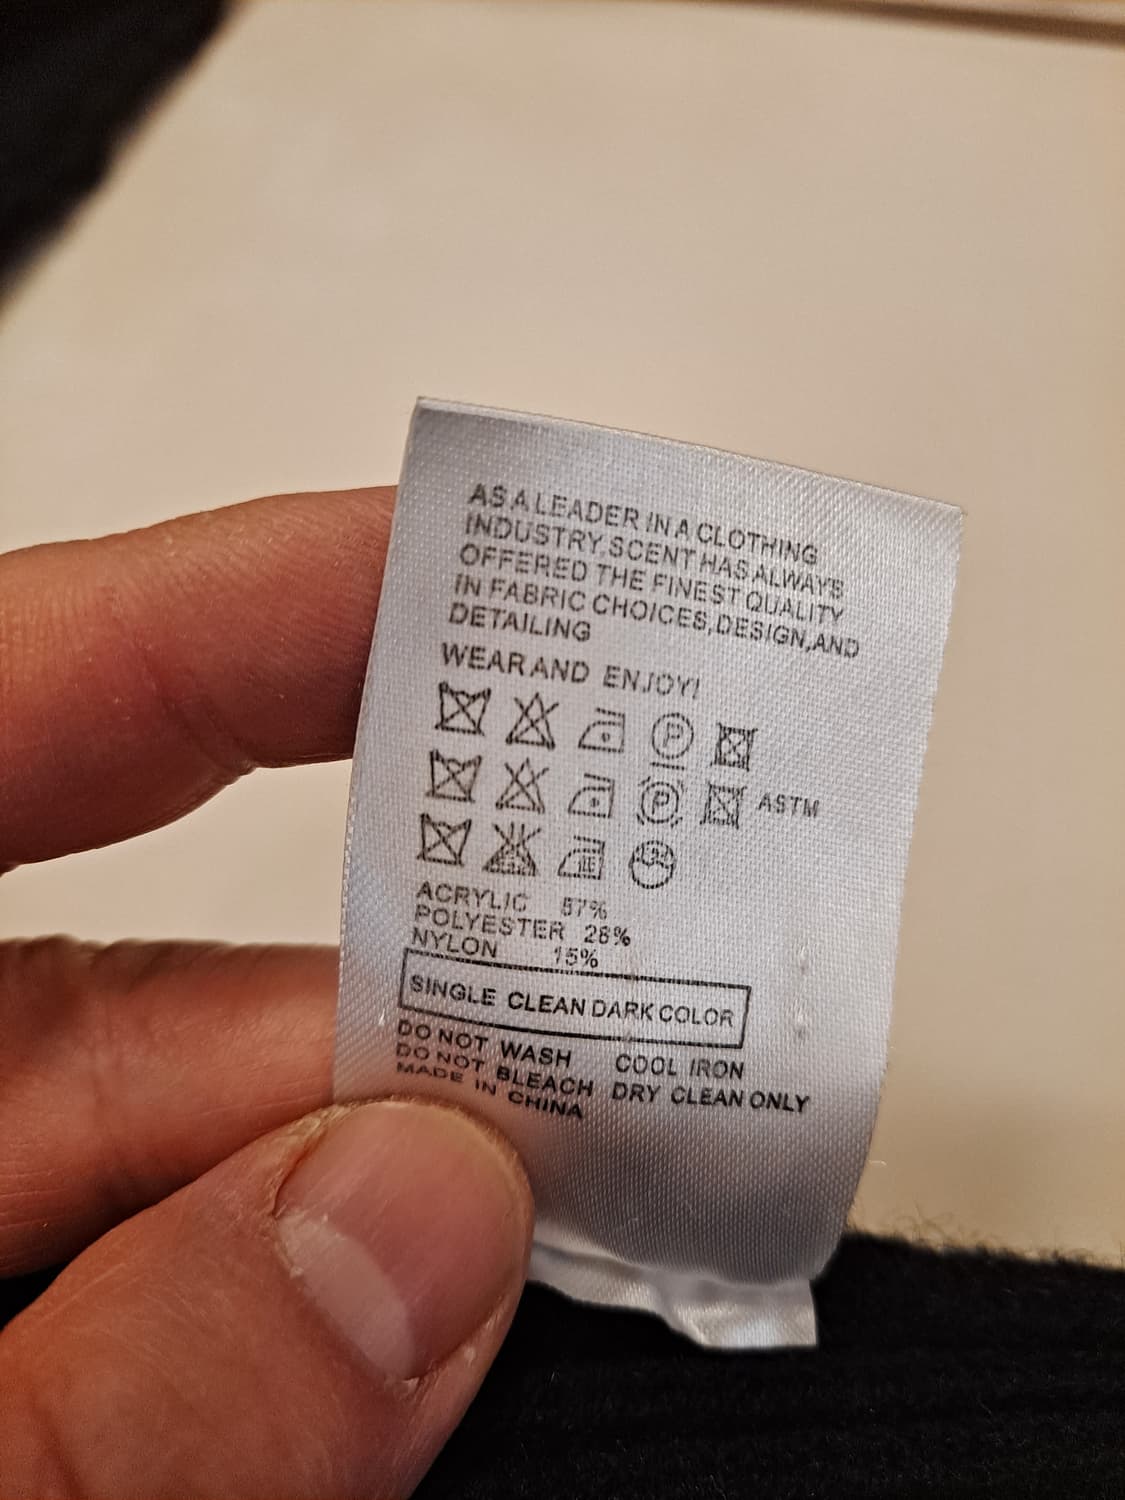 AS A LEADER IN A CLOTHING
INDUSTRY,SCENT HAS ALWAYS
OFFERED THE FINEST QUALITY
IN FABRIC CHOICES,DESIGN,AND
DETAILING
WEAR AND ENJOY!
P
P ASTM
ACRYLIC 57%
POLYESTER 28%
NYLON 15%
SINGLE CLEAN DARK COLOR
DO NOT WASH COOL IRON
DO NOT BLEACH DRY CLEAN ONLY
MADE IN CHINA